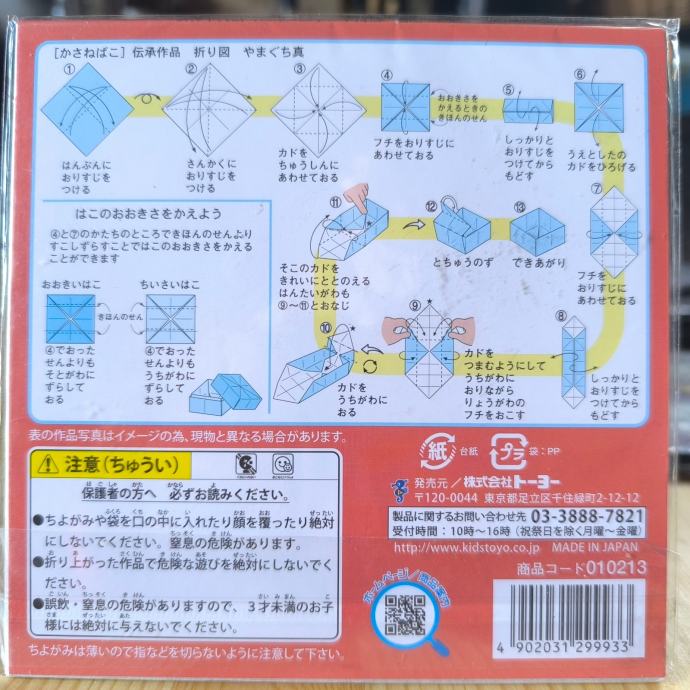 [かさねばこ] 伝承作品 折り図 やまぐち真
①
はんぶんに
おりすじを
つける
②
さんかくに
おりすじを
つける
③
カドを
ちゅうしんに
あわせておる
④
おおきさを
かえるときの
きほんのせん
フチをおりすじに
あわせておる
⑤
しっかりと
おりすじを
つけてから
もどす
⑥
うえとしたの
カドをひろげる
⑦
フチを
おりすじに
あわせておる
⑧
しっかりと
おりすじを
つけてから
もどす
⑨
カドを
つまむようにして
うちがわに
おりながら
りょうがわの
フチをおこす
⑩
カドを
うちがわに
おる
⑪
そこのカドを
きれいにととのえる
はんたいがわも
⑨〜⑪とおなじ
⑫
とちゅうのず
⑬
できあがり
はこのおおきさをかえよう
④と⑦のかたちのところできほんのせんより
すこしずらすことではこのおおきさをかえる
ことができます
おおきいはこ
ちいさいはこ
きほんのせん
④でおった
せんよりも
そとがわに
ずらして
おる
④でおった
せんよりも
うちがわに
ずらして
おる
表の作品写真はイメージの為、現物と異なる場合があります。
注意(ちゅうい)
保護者の方へ 必ずお読みください。
●ちよがみや袋を口の中に入れたり顔を覆ったり絶対
にしないでください。窒息の危険があります。
●折り上がった作品で危険な遊びを絶対にしないでく
ださい。
●誤飲・窒息の危険がありますので、3才未満のお子
様には絶対に与えないでください。
ちよがみは薄いので指などを切らないように注意して下さい。
紙 台紙 プラ 袋:PP
発売元/株式会社トーヨー
〒120-0044 東京都足立区千住緑町2-12-12
製品に関するお問い合わせ先 03-3888-7821
受付時間:10時〜16時(祝祭日を除く月曜〜金曜)
http://www.kidstoyo.co.jp MADE IN JAPAN
商品コード010213
ホームページ/商品案内
4 902031 299933